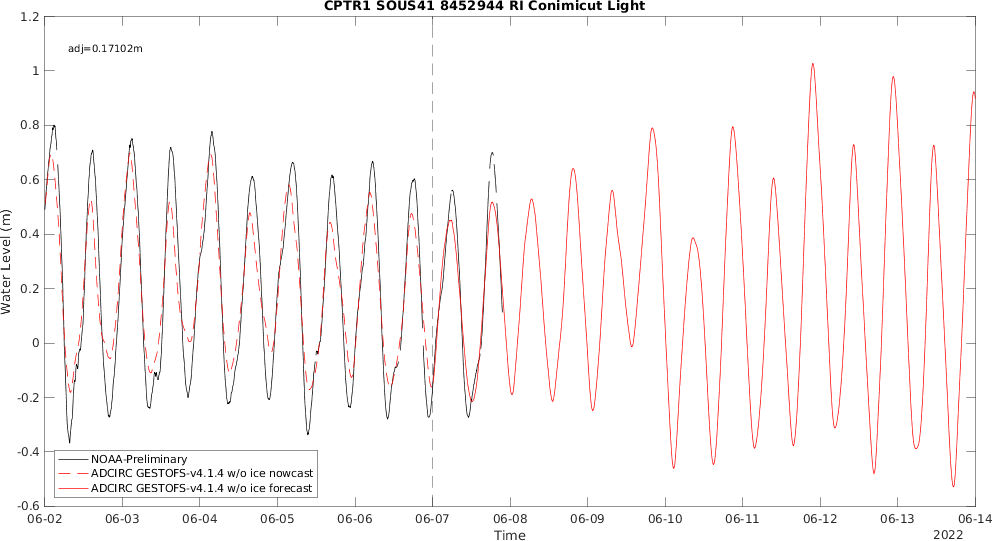 CPTR1 SOUS41 8452944 RI Conimicut Light
adj=0.17102m
Water Level (m)
1.2
1
0.8
0.6
0.4
0.2
0
-0.2
-0.4
-0.6
NOAA-Preliminary
ADCIRC GESTOFS-v4.1.4 w/o ice nowcast
ADCIRC GESTOFS-v4.1.4 w/o ice forecast
06-02 06-03 06-04 06-05 06-06 06-07 06-08 06-09 06-10 06-11 06-12 06-13 06-14
Time
2022